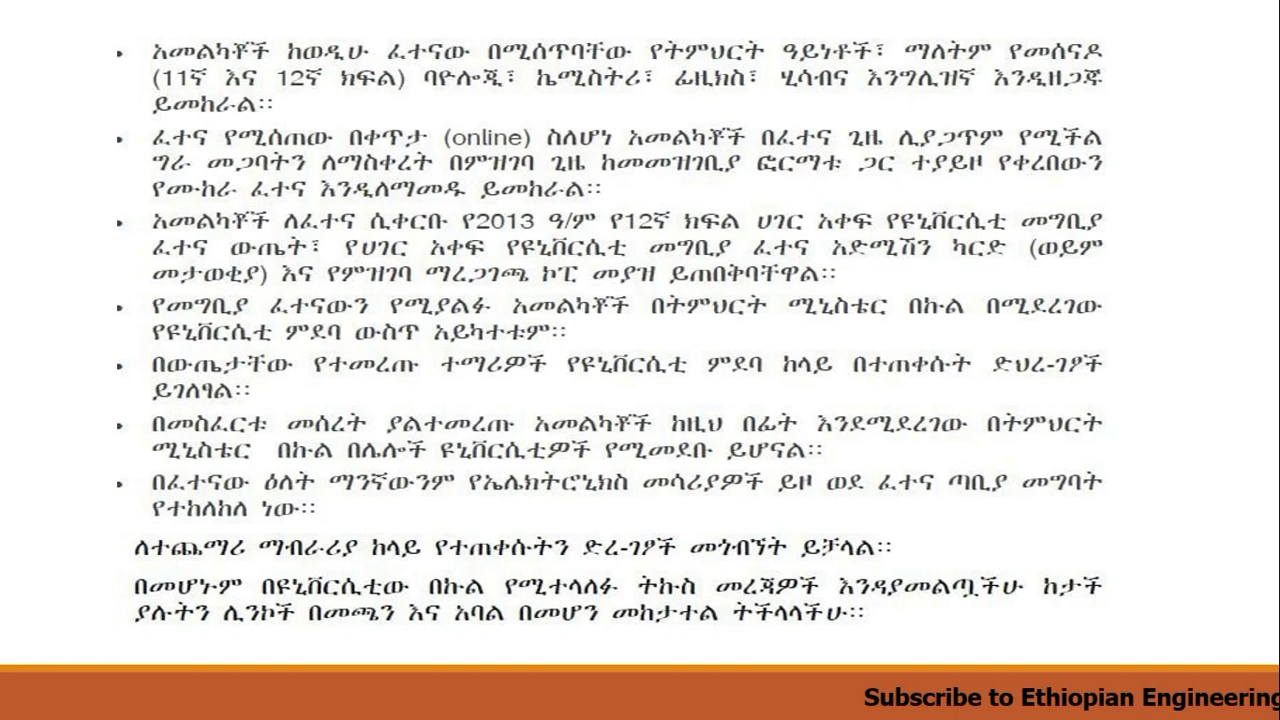 • አመልካቾች ከወዲሁ ፈተናው በሚሰጥባቸው የትምህርት ዓይነቶች፣ ማለትም የመሰናዶ
(11ኛ እና 12ኛ ክፍል) ባዮሎጂ፣ ኬሚስትሪ፣ ፊዚክስ፣ ሂሳብና እንግሊዝኛ እንዲዘጋጁ
ይመከራል፡፡
• ፈተና የሚሰጠው በቀጥታ (online) ስለሆነ አመልካቾች በፈተና ጊዜ ሊያጋጥም የሚችል
ግራ መጋባትን ለማስቀረት በምዝገባ ጊዜ ከመመዝገቢያ ፎርማቱ ጋር ተያይዞ የቀረበውን
የሙከራ ፈተና እንዲለማመዱ ይመከራል፡፡
• አመልካቾች ለፈተና ሲቀርቡ የ2013 ዓ/ም የ12ኛ ክፍል ሀገር አቀፍ የዩኒቨርሲቲ መግቢያ
ፈተና ውጤት፣ የሀገር አቀፍ የዩኒቨርሲቲ መግቢያ ፈተና አድሚሽን ካርድ (ወይም
መታወቂያ) እና የምዝገባ ማረጋገጫ ኮፒ መያዝ ይጠበቅባቸዋል፡፡
• የመግቢያ ፈተናውን የሚያልፉ አመልካቾች በትምህርት ሚኒስቴር በኩል በሚደረገው
የዩኒቨርሲቲ ምደባ ውስጥ አይካተቱም፡፡
• በውጤታቸው የተመረጡ ተማሪዎች የዩኒቨርሲቲ ምደባ ከላይ በተጠቀሱት ድህረ-ገፆች
ይገለፃል፡፡
• በመስፈርቱ መሰረት ያልተመረጡ አመልካቾች ከዚህ በፊት እንደሚደረገው በትምህርት
ሚኒስቴር በኩል በሌሎች ዩኒቨርሲቲዎች የሚመደቡ ይሆናል፡፡
• በፈተናው ዕለት ማንኛውንም የኤሌክትሮኒክስ መሳሪያዎች ይዞ ወደ ፈተና ጣቢያ መግባት
የተከለከለ ነው፡፡
ለተጨማሪ ማብራሪያ ከላይ የተጠቀሱትን ድረ-ገፆች መጎብኘት ይቻላል፡፡
በመሆኑም በዩኒቨርሲቲው በኩል የሚተላለፉ ትኩስ መረጃዎች እንዳያመልጧችሁ ከታች
ያሉትን ሊንኮች በመጫን እና አባል በመሆን መከታተል ትችላላችሁ፡፡
Subscribe to Ethiopian Engineering